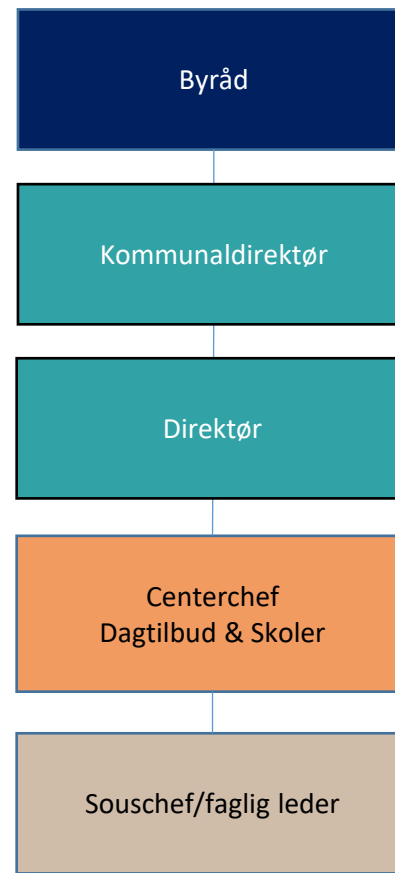 Byråd
Kommunaldirektør
Direktør
Centerchef
Dagtilbud & Skoler
Souschef/faglig leder